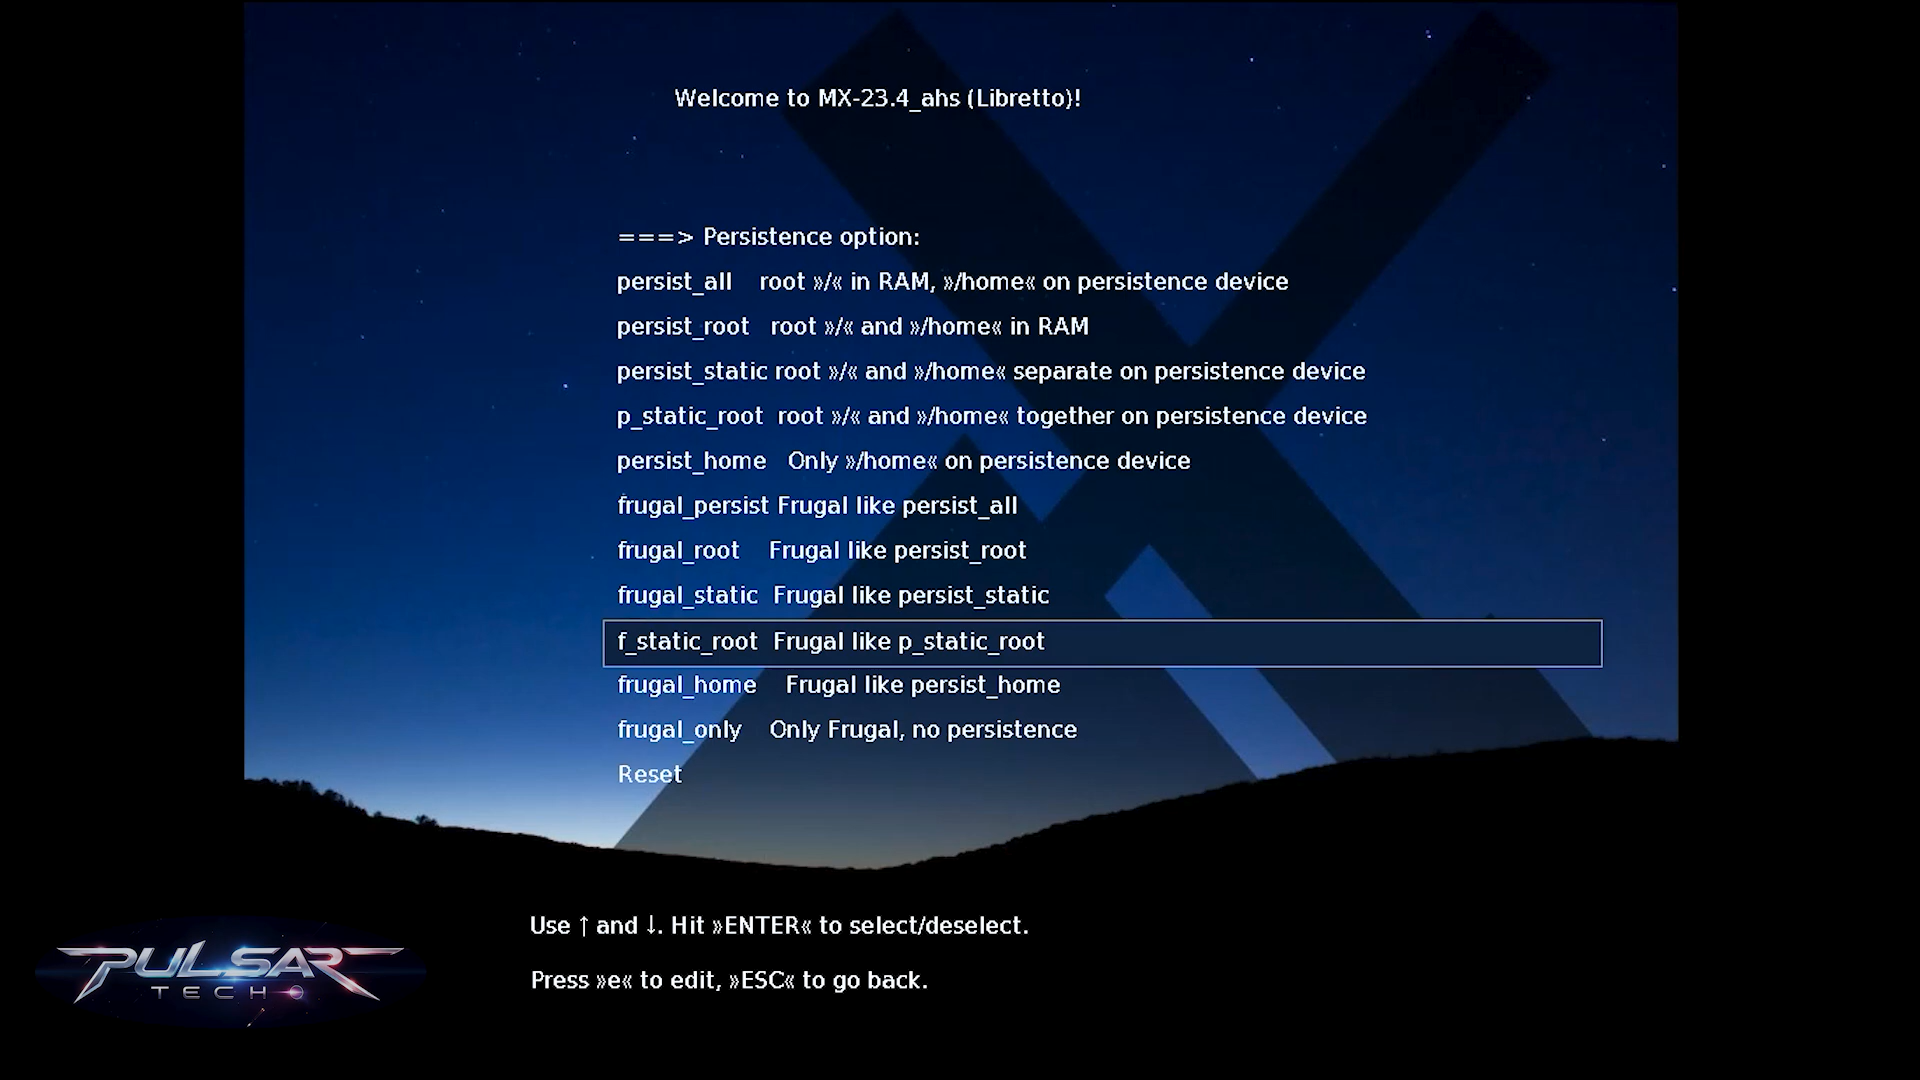 Welcome to MX-23.4_ahs (Libretto)!
===> Persistence option:
persist_all root »/« in RAM, »/home« on persistence device
persist_root root »/« and »/home« in RAM
persist_static root »/« and »/home« separate on persistence device
p_static_root root »/« and »/home« together on persistence device
persist_home Only »/home« on persistence device
frugal_persist Frugal like persist_all
frugal_root Frugal like persist_root
frugal_static Frugal like persist_static
f_static_root Frugal like p_static_root
frugal_home Frugal like persist_home
frugal_only Only Frugal, no persistence
Reset
Use ↑ and ↓. Hit »ENTER« to select/deselect.
Press »e« to edit, »ESC« to go back.
PULSAR
TECH